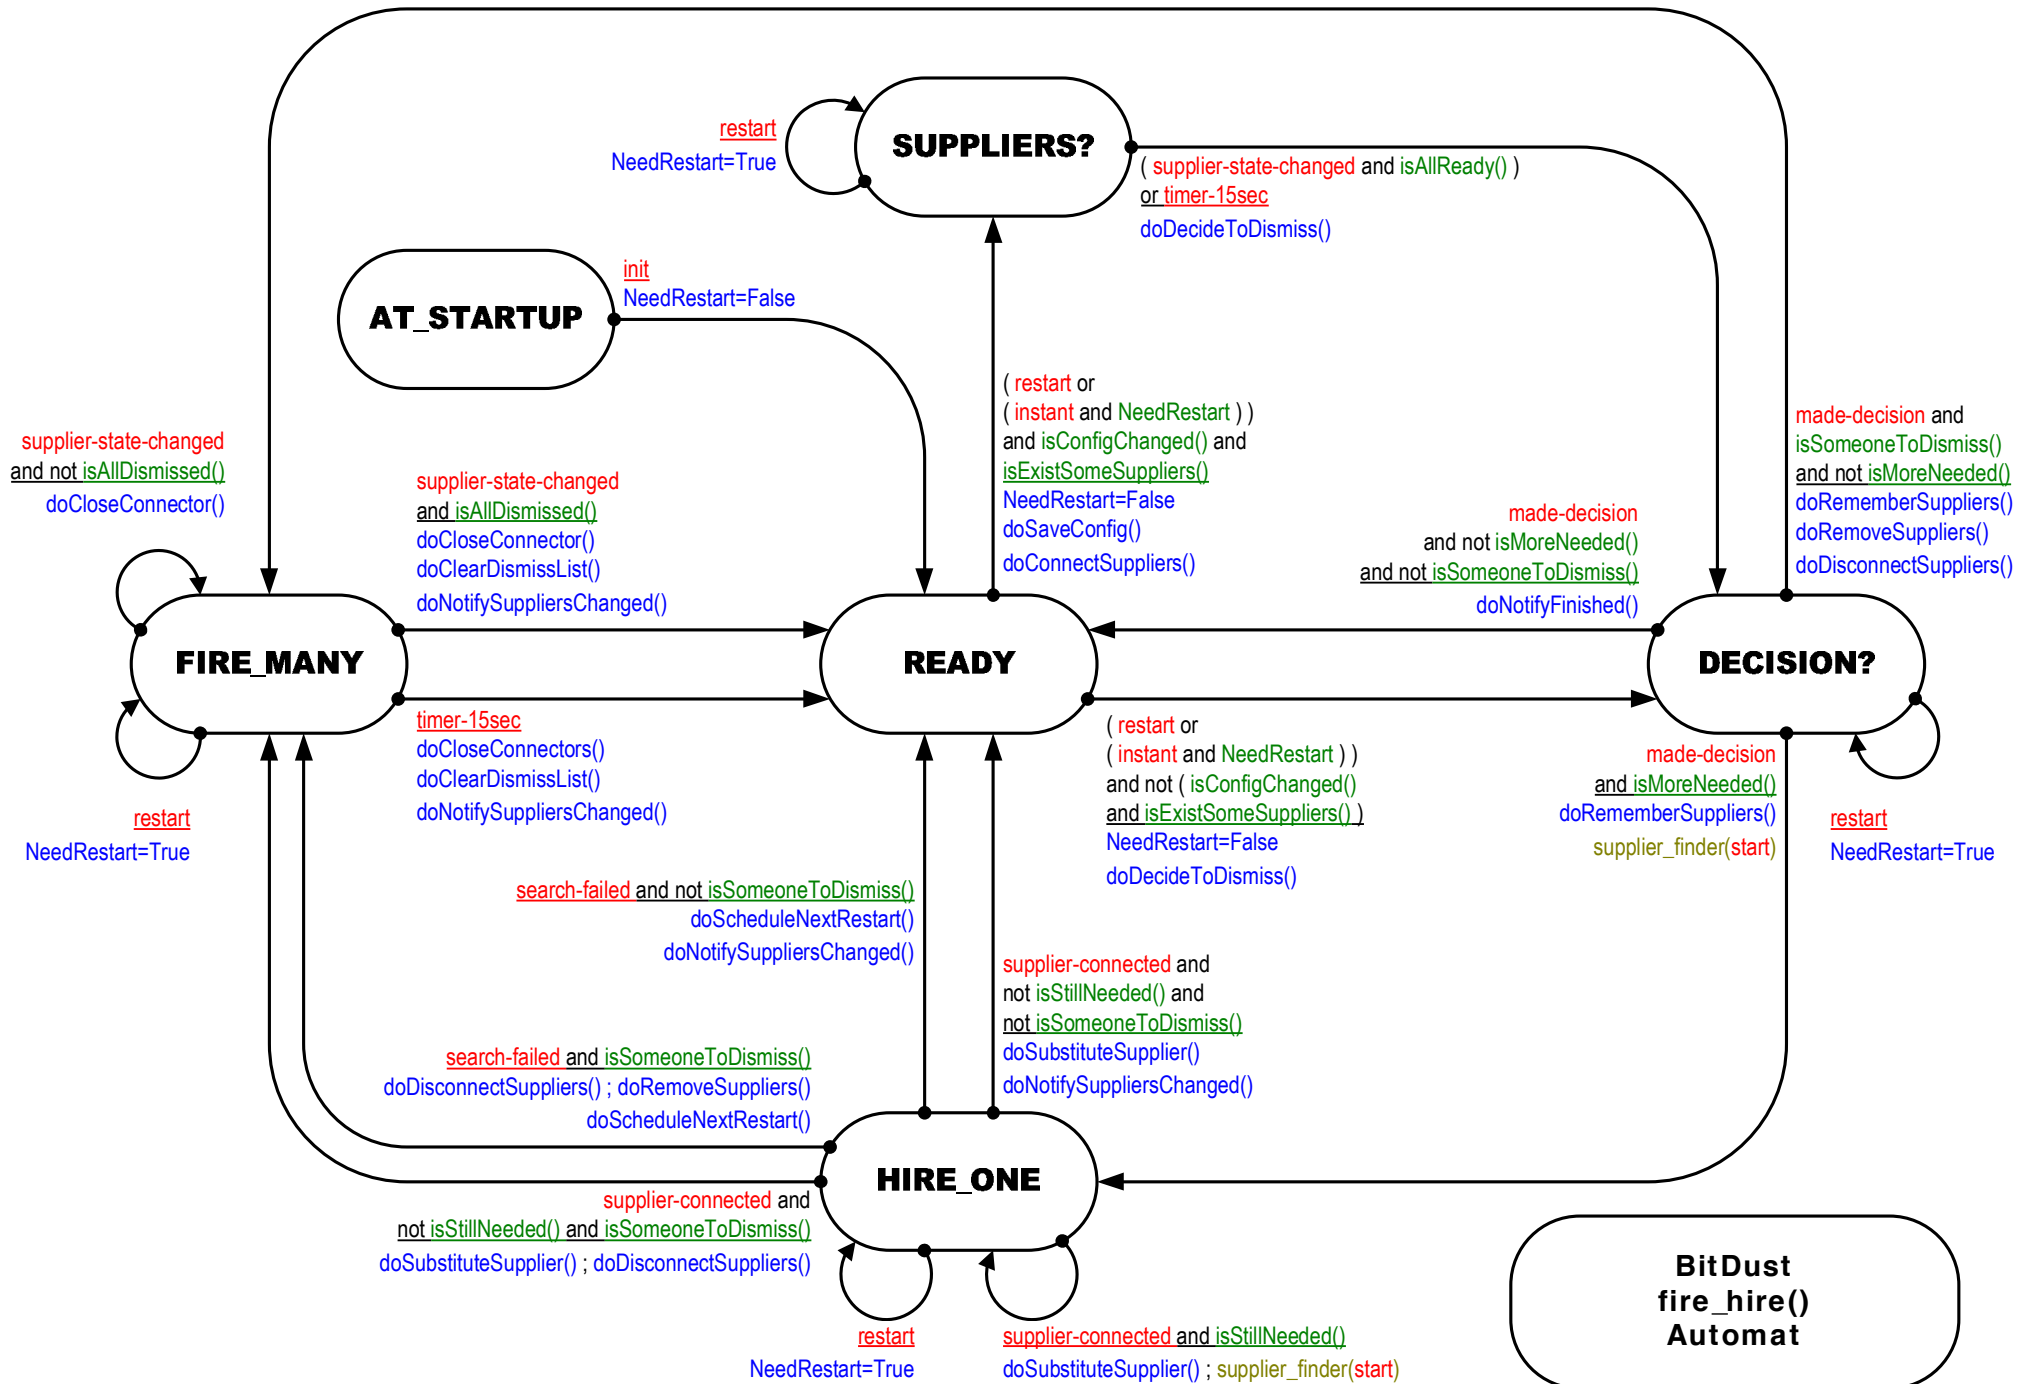 restart
NeedRestart=True
SUPPLIERS?
( supplier-state-changed and isAllReady() )
or timer-15sec
doDecideToDismiss()
AT_STARTUP
init
NeedRestart=False
( restart or
( instant and NeedRestart ) )
and isConfigChanged() and
isExistSomeSuppliers()
NeedRestart=False
doSaveConfig()
doConnectSuppliers()
made-decision and
isSomeoneToDismiss()
and not isMoreNeeded()
doRememberSuppliers()
doRemoveSuppliers()
doDisconnectSuppliers()
supplier-state-changed
and not isAllDismissed()
doCloseConnector()
supplier-state-changed
and isAllDismissed()
doCloseConnector()
doClearDismissList()
doNotifySuppliersChanged()
made-decision
and not isMoreNeeded()
and not isSomeoneToDismiss()
doNotifyFinished()
FIRE_MANY
READY
DECISION?
timer-15sec
doCloseConnectors()
doClearDismissList()
doNotifySuppliersChanged()
( restart or
( instant and NeedRestart ) )
and not ( isConfigChanged()
and isExistSomeSuppliers() )
NeedRestart=False
doDecideToDismiss()
made-decision
and isMoreNeeded()
doRememberSuppliers()
supplier_finder(start)
restart
NeedRestart=True
restart
NeedRestart=True
search-failed and not isSomeoneToDismiss()
doScheduleNextRestart()
doNotifySuppliersChanged()
supplier-connected and
not isStillNeeded() and
not isSomeoneToDismiss()
doSubstituteSupplier()
doNotifySuppliersChanged()
search-failed and isSomeoneToDismiss()
doDisconnectSuppliers() ; doRemoveSuppliers()
doScheduleNextRestart()
HIRE_ONE
supplier-connected and
not isStillNeeded() and isSomeoneToDismiss()
doSubstituteSupplier() ; doDisconnectSuppliers()
restart
NeedRestart=True
supplier-connected and isStillNeeded()
doSubstituteSupplier() ; supplier_finder(start)
BitDust
fire_hire()
Automat